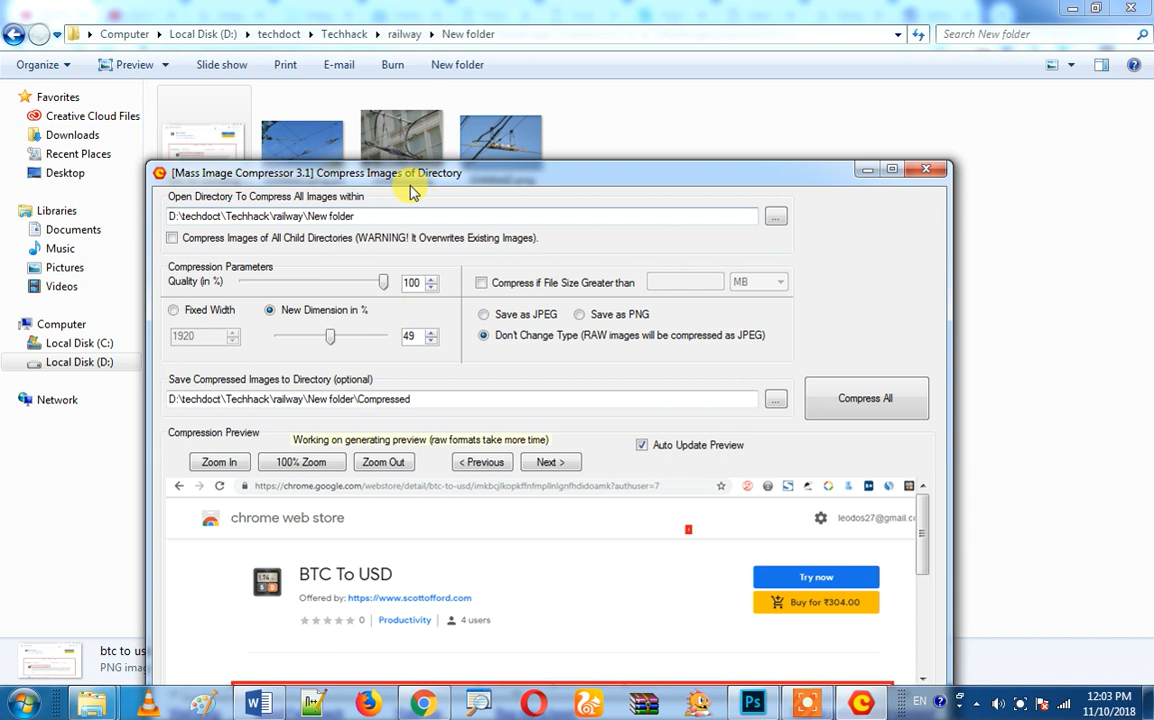 Computer Local Disk (D:) techdoct Techhack railway New folder
Search New folder
Organize Preview Slide show Print E-mail Burn New folder
Favorites
Creative Cloud Files
Downloads
Recent Places
Desktop
Libraries
Documents
Music
Pictures
Videos
Computer
Local Disk (C:)
Local Disk (D:)
Network
[Mass Image Compressor 3.1] Compress Images of Directory
Open Directory To Compress All Images within
D:\techdoct\Techhack\railway\New folder
...
Compress Images of All Child Directories (WARNING! It Overwrites Existing Images).
Compression Parameters
Quality (in %)
100
Compress if File Size Greater than
MB
Fixed Width
New Dimension in %
Save as JPEG
Save as PNG
1920
49
Don't Change Type (RAW images will be compressed as JPEG)
Save Compressed Images to Directory (optional)
D:\techdoct\Techhack\railway\New folder\Compressed
...
Compress All
Compression Preview
Working on generating preview (raw formats take more time)
Auto Update Preview
Zoom In
100% Zoom
Zoom Out
< Previous
Next >
https://chrome.google.com/webstore/detail/btc-to-usd/imkbcjlkopkffnfmpllnlgnfhdidoamk?authuser=7
chrome web store
leodos27@gmail.c
BTC To USD
Offered by: https://www.scottofford.com
0
Productivity
4 users
Try now
Buy for ₹304.00
btc to us
PNG imag
EN
12:03 PM
11/10/2018